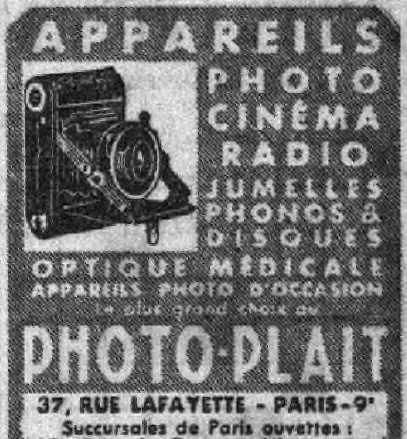 APPAREILS
PHOTO
CINÉMA
RADIO
JUMELLES
PHONOS &
DISQUES
OPTIQUE MÉDICALE
APPAREILS PHOTO D'OCCASION
Le plus grand choix au
PHOTO-PLAIT
37, RUE LAFAYETTE - PARIS-9e
Succursales de Paris ouvertes :